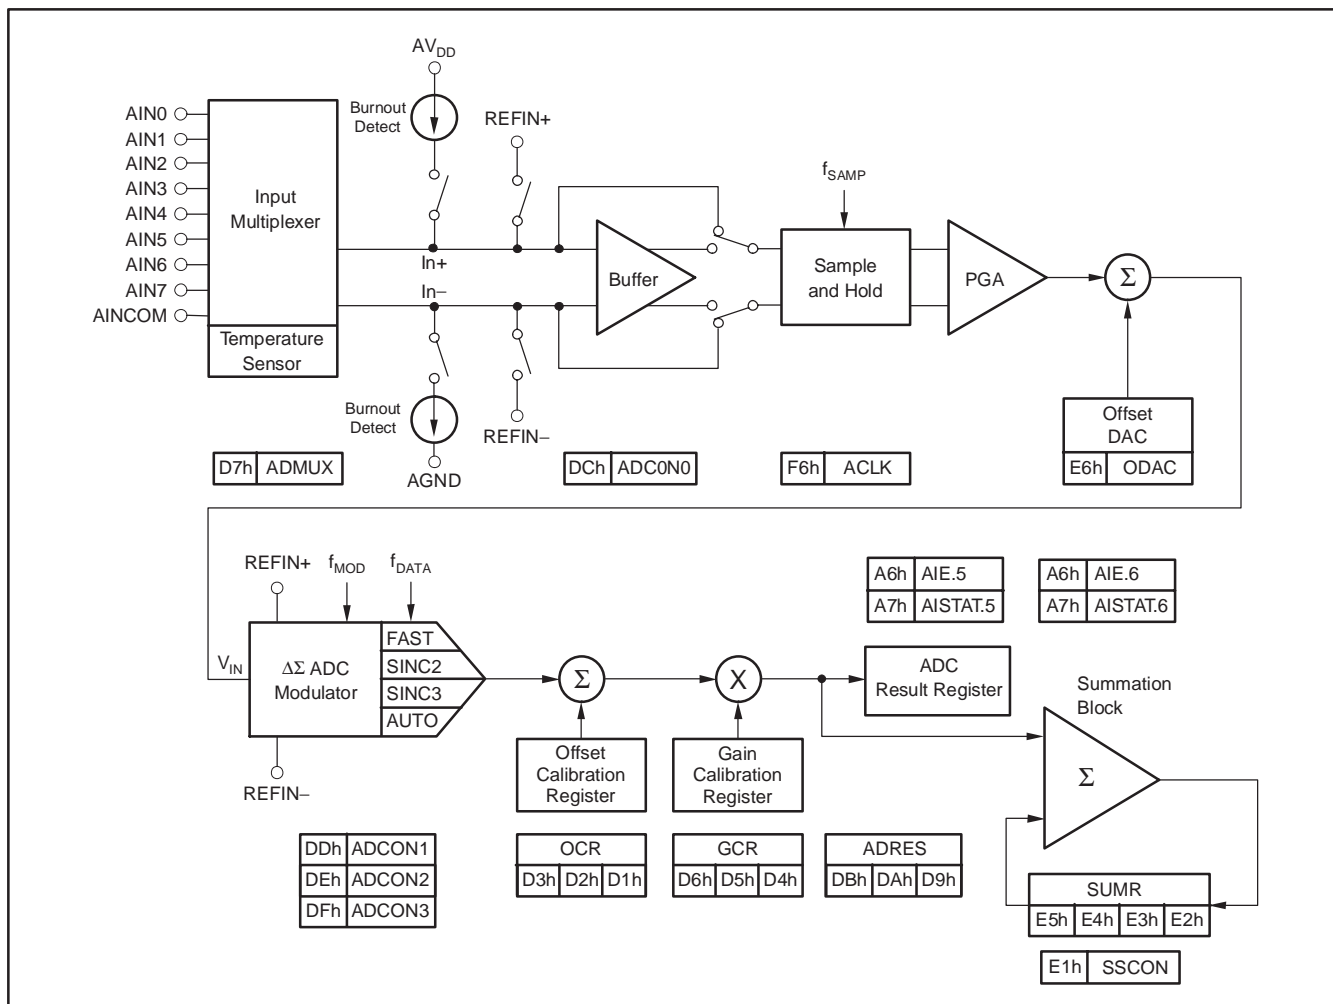 AVDD
Burnout
Detect
REFIN+
AIN0
AIN1
AIN2
AIN3
AIN4
AIN5
AIN6
AIN7
AINCOM
Input
Multiplexer
Temperature
Sensor
In+
In−
Buffer
fSAMP
Sample
and Hold
PGA
Σ
Burnout
Detect
REFIN−
AGND
Offset
DAC
E6h ODAC
D7h ADMUX
DCh ADC0N0
F6h ACLK
REFIN+
fMOD
fDATA
VIN
ΔΣ ADC
Modulator
FAST
SINC2
SINC3
AUTO
REFIN−
Σ
X
Offset
Calibration
Register
Gain
Calibration
Register
A6h AIE.5
A7h AISTAT.5
A6h AIE.6
A7h AISTAT.6
ADC
Result Register
Summation
Block
Σ
DDh ADCON1
DEh ADCON2
DFh ADCON3
OCR
D3h D2h D1h
GCR
D6h D5h D4h
ADRES
DBh DAh D9h
SUMR
E5h E4h E3h E2h
E1h SSCON